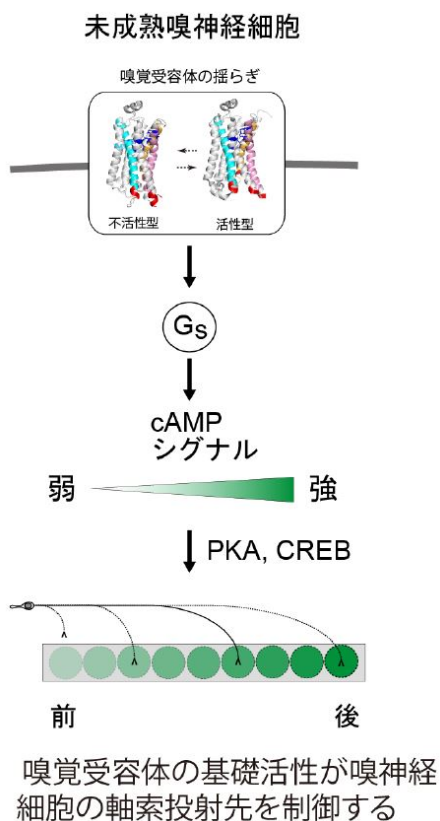 未成熟嗅神経細胞
嗅覚受容体の揺らぎ
不活性型
活性型
Gs
cAMP
シグナル
弱
強
PKA, CREB
前
後
嗅覚受容体の基礎活性が嗅神経
細胞の軸索投射先を制御する